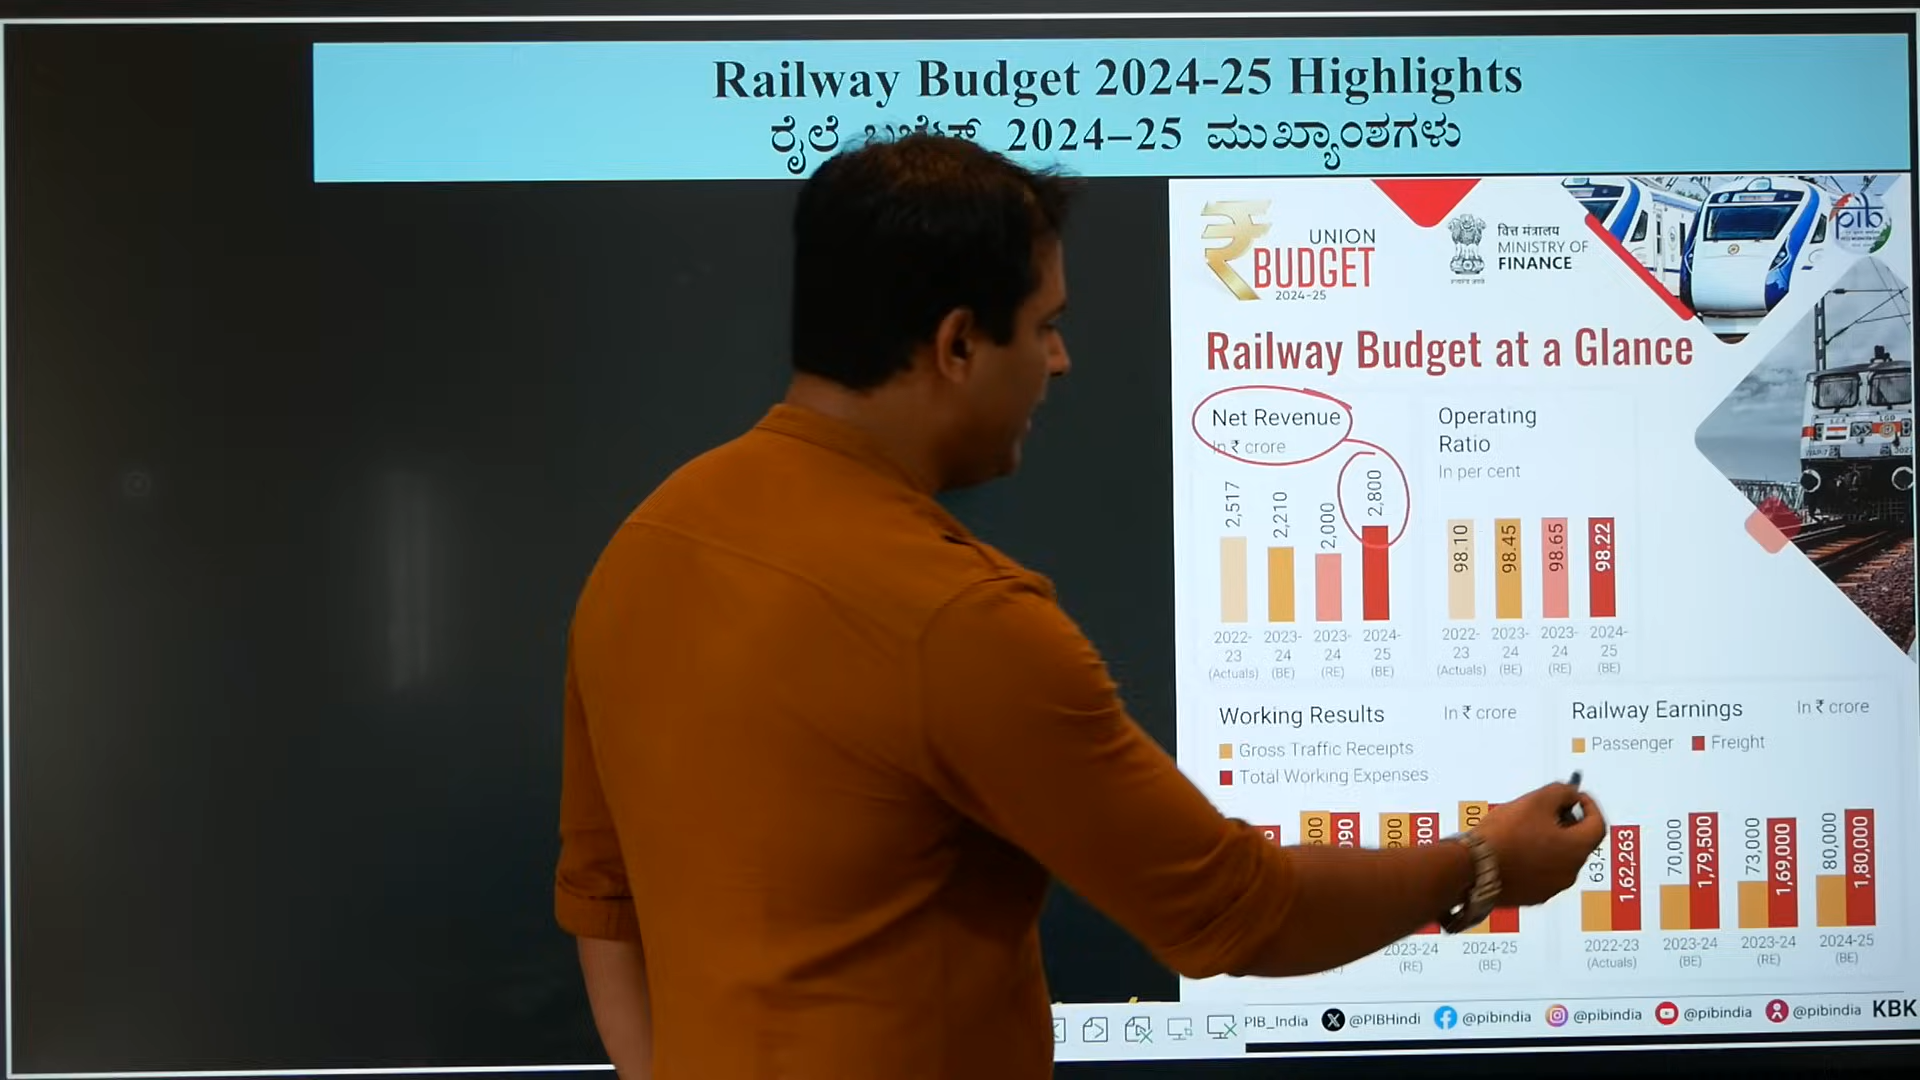 Railway Budget 2024-25 Highlights
ರೈಲೆ 2024–25 ಮುಖ್ಯಾಂಶಗಳು
UNION
BUDGET
2024-25
वित्त मंत्रालय
MINISTRY OF
FINANCE
pib
Railway Budget at a Glance
Net Revenue
In ₹ crore
2,517
2,210
2,000
2,800
2022-23 (Actuals)
2023-24 (BE)
2023-24 (RE)
2024-25 (BE)
Operating
Ratio
In per cent
98.10
98.45
98.65
98.22
2022-23 (Actuals)
2023-24 (BE)
2023-24 (RE)
2024-25 (BE)
Working Results In ₹ crore
Gross Traffic Receipts
Total Working Expenses
2023-24
(RE)
2024-25
(BE)
Railway Earnings In ₹ crore
Passenger Freight
1,62,263
70,000
1,79,500
73,000
1,69,000
80,000
1,80,000
2022-23
(Actuals)
2023-24
(BE)
2023-24
(RE)
2024-25
(BE)
PIB_India @PIBHindi @pibindia @pibindia @pibindia @pibindia KBK